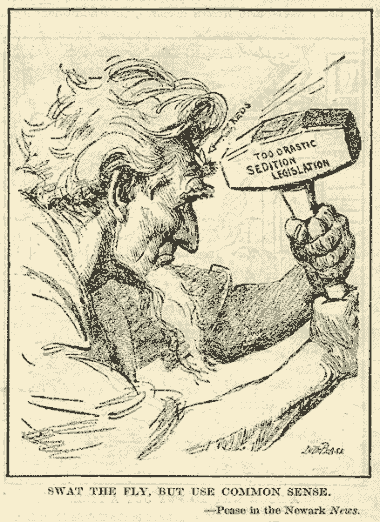 REDS
TOO DRASTIC
SEDITION
LEGISLATION
SWAT THE FLY, BUT USE COMMON SENSE.
—Pease in the Newark News.